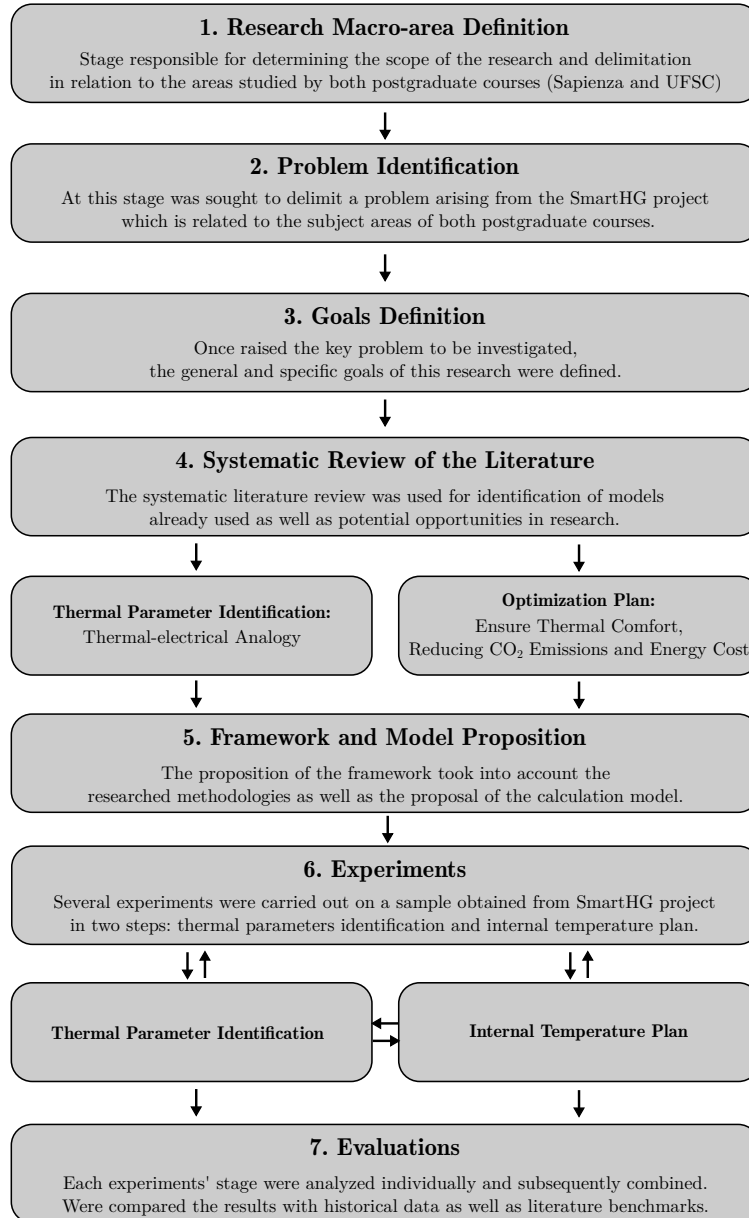 1. Research Macro-area Definition
Stage responsible for determining the scope of the research and delimitation
in relation to the areas studied by both postgraduate courses (Sapienza and UFSC)
2. Problem Identification
At this stage was sought to delimit a problem arising from the SmartHG project
which is related to the subject areas of both postgraduate courses.
3. Goals Definition
Once raised the key problem to be investigated,
the general and specific goals of this research were defined.
4. Systematic Review of the Literature
The systematic literature review was used for identification of models
already used as well as potential opportunities in research.
Thermal Parameter Identification:
Thermal-electrical Analogy
Optimization Plan:
Ensure Thermal Comfort,
Reducing CO₂ Emissions and Energy Cost
5. Framework and Model Proposition
The proposition of the framework took into account the
researched methodologies as well as the proposal of the calculation model.
6. Experiments
Several experiments were carried out on a sample obtained from SmartHG project
in two steps: thermal parameters identification and internal temperature plan.
Thermal Parameter Identification
Internal Temperature Plan
7. Evaluations
Each experiments' stage were analyzed individually and subsequently combined.
Were compared the results with historical data as well as literature benchmarks.